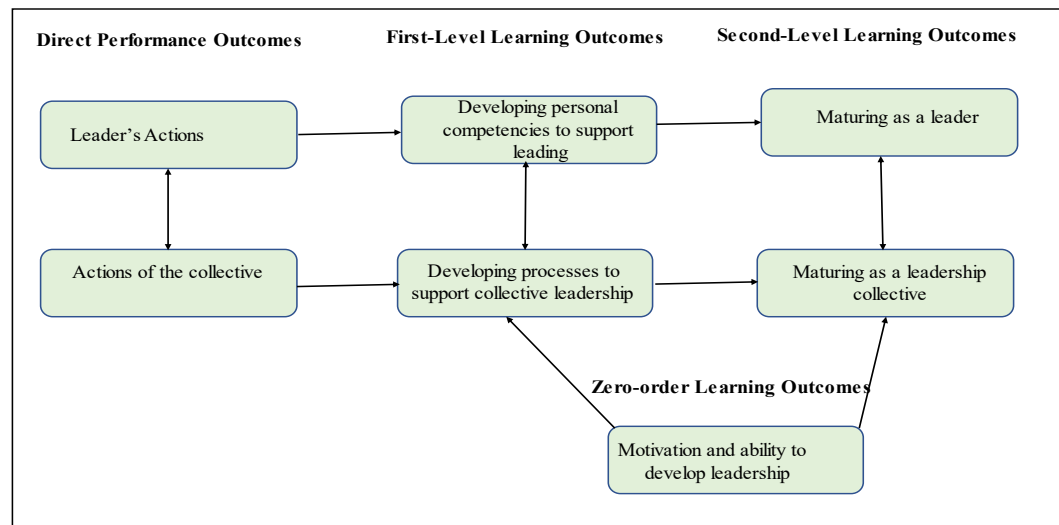 Direct Performance Outcomes
First-Level Learning Outcomes
Second-Level Learning Outcomes
Leader’s Actions
Developing personal
competencies to support
leading
Maturing as a leader
Actions of the collective
Developing processes to
support collective leadership
Maturing as a leadership
collective
Zero-order Learning Outcomes
Motivation and ability to
develop leadership